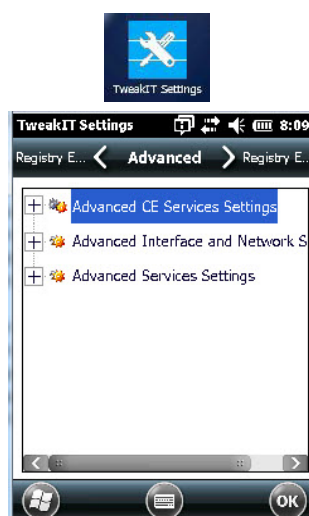 TweakIT Settings
TweakIT Settings 8:09
Registry E... Advanced Registry E..
Advanced CE Services Settings
Advanced Interface and Network S
Advanced Services Settings
OK